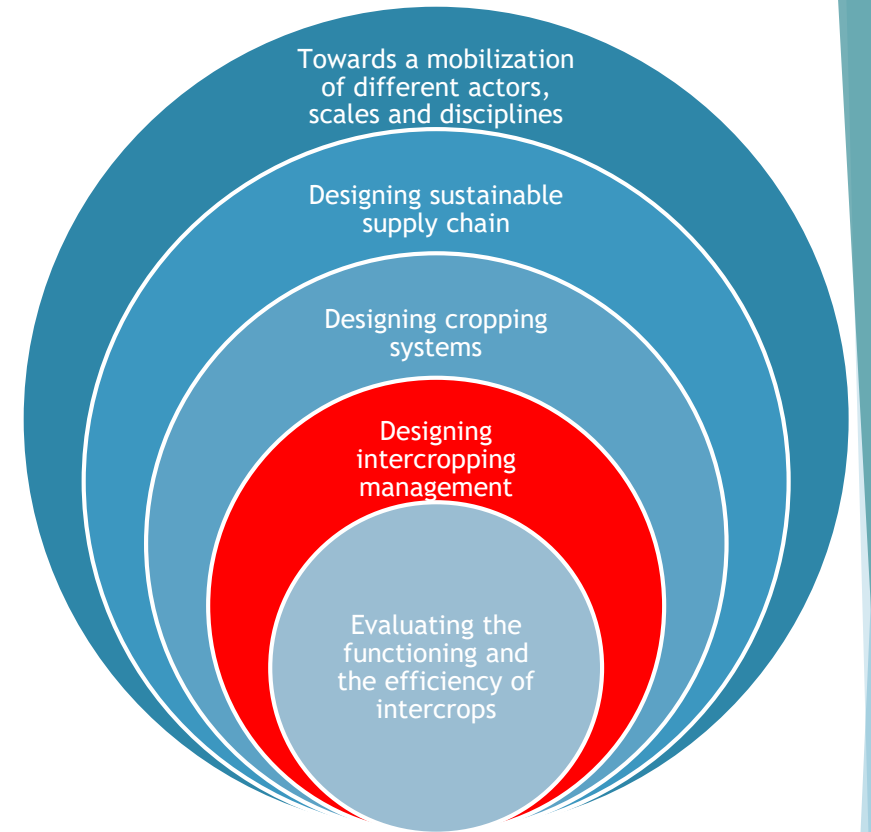 Towards a mobilization
of different actors,
scales and disciplines
Designing sustainable
supply chain
Designing cropping
systems
Designing
intercropping
management
Evaluating the
functioning and
the efficiency of
intercrops